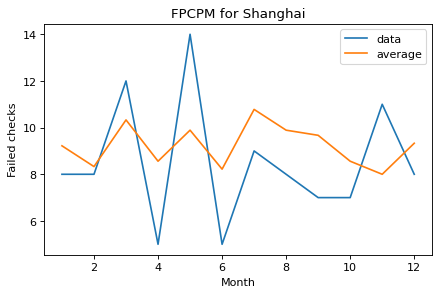 FPCPM for Shanghai
data
average
Failed checks
14
12
10
8
6
2 4 6 8 10 12
Month